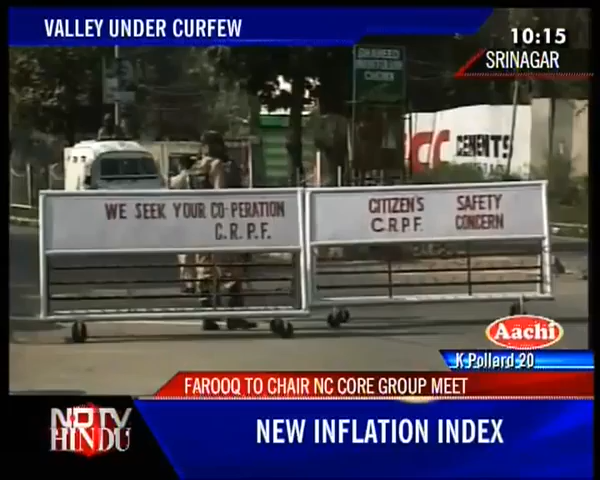 VALLEY UNDER CURFEW
10:15
SRINAGAR
CEMENTS
WE SEEK YOUR CO-PERATION
C.R.P.F.
CITIZEN'S SAFETY
C.R.P.F. CONCERN
Aachi
K Pollard 20
FAROOQ TO CHAIR NC CORE GROUP MEET
NDTV
HINDU
NEW INFLATION INDEX